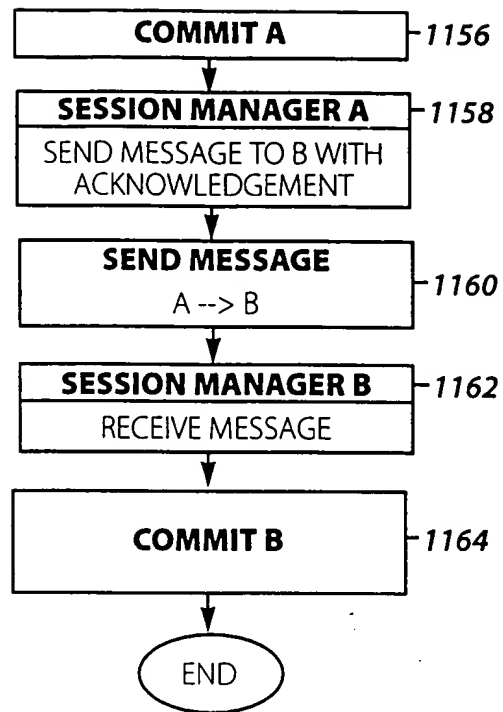 COMMIT A 1156
SESSION MANAGER A 1158
SEND MESSAGE TO B WITH
ACKNOWLEDGEMENT
SEND MESSAGE
A --> B 1160
SESSION MANAGER B 1162
RECEIVE MESSAGE
COMMIT B 1164
END